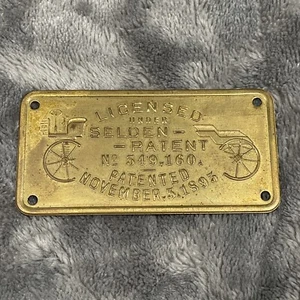 LICENSED
UNDER
SELDEN
PATENT
No 549,160.
PATENTED
NOVEMBER.5,1895